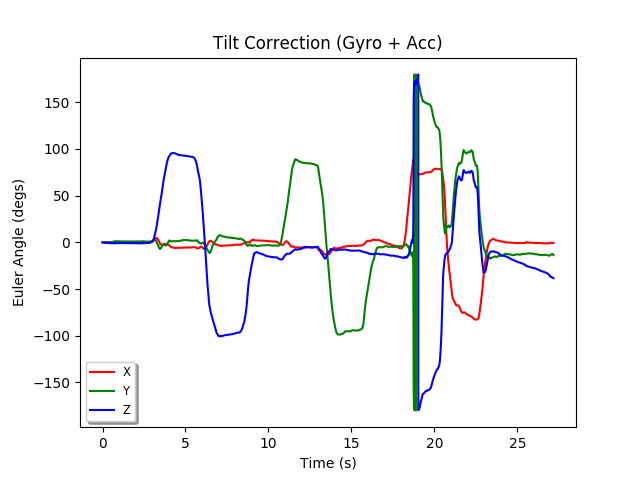 Tilt Correction (Gyro + Acc)
Euler Angle (degs)
150
100
50
0
−50
−100
−150
X
Y
Z
0 5 10 15 20 25
Time (s)